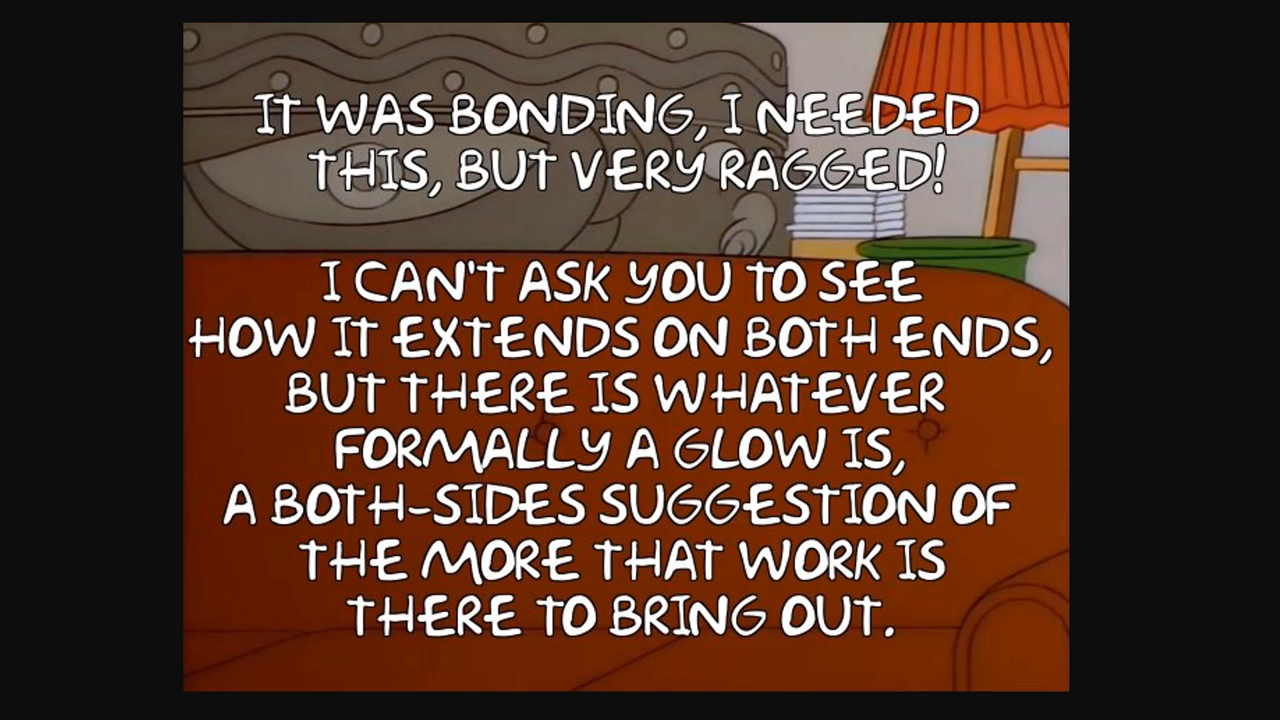 IT WAS BONDING, I NEEDED
THIS, BUT VERY RAGGED!
I CAN'T ASK YOU TO SEE
HOW IT EXTENDS ON BOTH ENDS,
BUT THERE IS WHATEVER
FORMALLY A GLOW IS,
A BOTH-SIDES SUGGESTION OF
THE MORE THAT WORK IS
THERE TO BRING OUT.